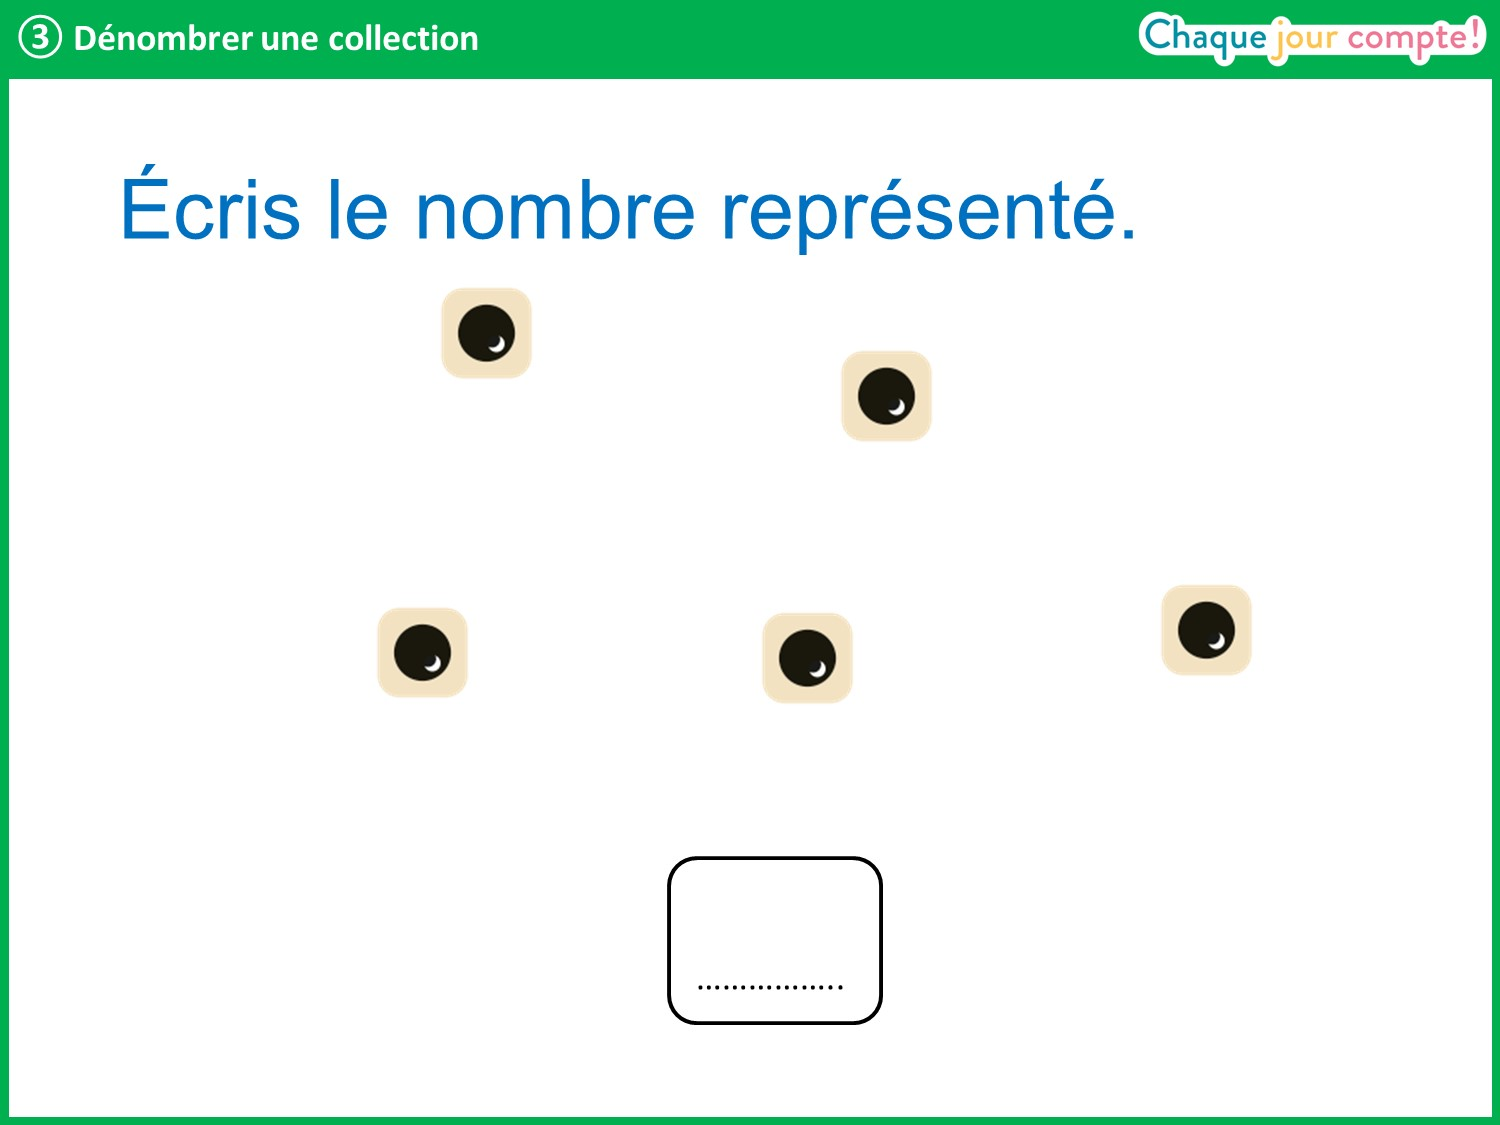 ③ Dénombrer une collection
Chaque jour compte!
Écris le nombre représenté.
……………..